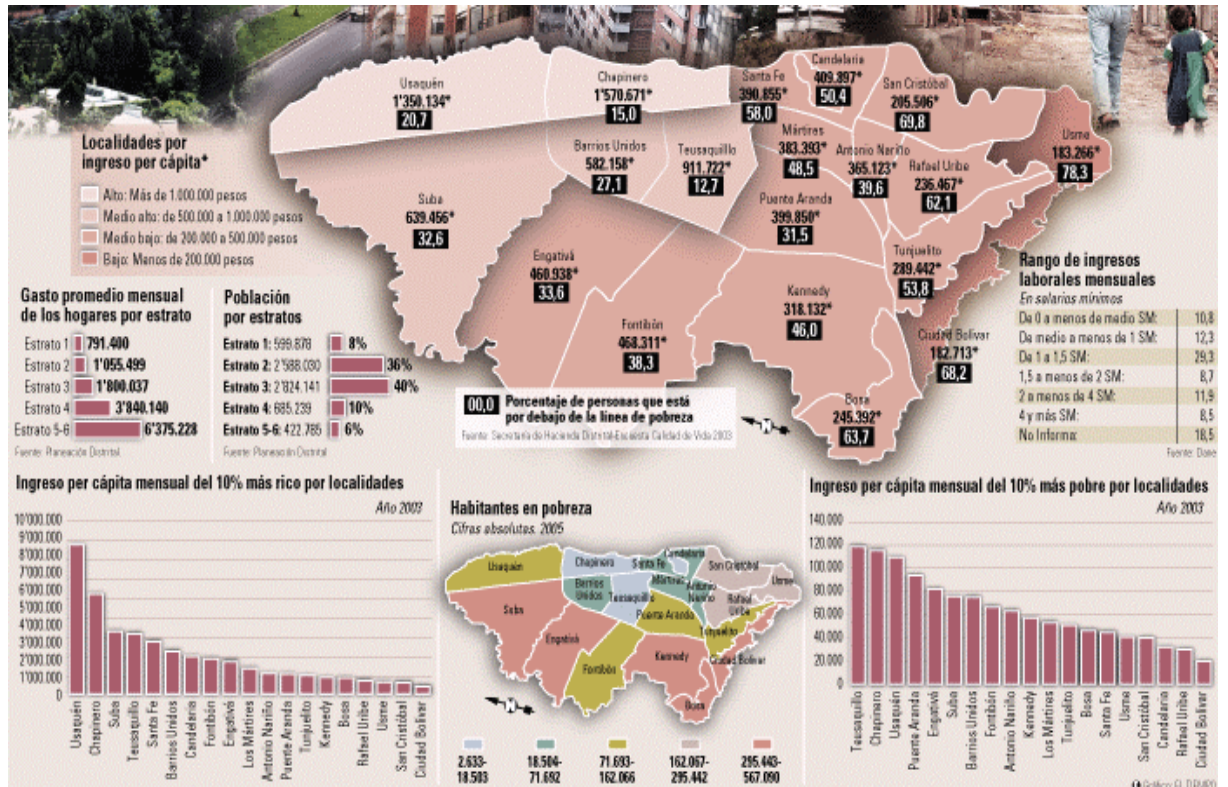 Usaquén
1'350.134*
20,7
Chapinero
1'570.671*
15,0
Santa Fe
390.855*
58,0
Candelaria
409.897*
50,4
San Cristóbal
205.506*
69,8
Usme
183.266*
78,3
Barrios Unidos
582.158*
27,1
Teusaquillo
911.722*
12,7
Mártires
383.393*
48,5
Antonio Nariño
365.123*
39,6
Rafael Uribe
236.467*
62,1
Suba
639.456*
32,6
Engativá
460.938*
33,6
Puente Aranda
399.850*
31,5
Tunjuelito
289.442*
53,8
Kennedy
318.132*
46,0
Fontibón
468.311*
38,3
Ciudad Bolívar
182.713*
68,2
Bosa
245.392*
63,7
Localidades por
ingreso per cápita*
Alto: Más de 1.000.000 pesos
Medio alto: de 500.000 a 1.000.000 pesos
Medio bajo: de 200.000 a 500.000 pesos
Bajo: Menos de 200.000 pesos
Gasto promedio mensual
de los hogares por estrato
Estrato 1 791.400
Estrato 2 1'055.499
Estrato 3 1'800.037
Estrato 4 3'840.140
Estrato 5-6 6'375.228
Fuente: Planeación Distrital
Población
por estratos
Estrato 1: 599.878 8%
Estrato 2: 2'588.030 36%
Estrato 3: 2'824.141 40%
Estrato 4: 685.239 10%
Estrato 5-6: 422.785 6%
Fuente: Planeación Distrital
00,0 Porcentaje de personas que está
por debajo de la línea de pobreza
Fuente: Secretaría de Hacienda Distrital-Encuesta Calidad de Vida 2003
N
Rango de ingresos
laborales mensuales
En salarios mínimos
De 0 a menos de medio SM: 10,8
De medio a menos de 1 SM: 12,3
De 1 a 1,5 SM: 29,3
1,5 a menos de 2 SM: 8,7
2 a menos de 4 SM: 11,9
4 y más SM: 8,5
No Informa: 18,5
Fuente: Dane
Ingreso per cápita mensual del 10% más rico por localidades
Año 2003
10'000.000
9'000.000
8'000.000
7'000.000
6'000.000
5'000.000
4'000.000
3'000.000
2'000.000
1'000.000
0
Usaquén
Chapinero
Suba
Teusaquillo
Santa Fe
Barrios Unidos
Candelaria
Fontibón
Engativá
Los Mártires
Antonio Nariño
Puente Aranda
Tunjuelito
Kennedy
Bosa
Rafael Uribe
Usme
San Cristóbal
Ciudad Bolívar
Habitantes en pobreza
Cifras absolutas. 2005
Usaquén
Chapinero
Santa Fe
Candelaria
San Cristóbal
Usme
Barrios
Unidos
Teusaquillo
Mártires
Antonio
Nariño
Rafael
Uribe
Suba
Engativá
Puente Aranda
Tunjuelito
Fontibón
Kennedy
Ciudad Bolívar
Bosa
N
2.633-
18.503
18.504-
71.692
71.693-
162.066
162.067-
295.442
295.443-
567.090
Ingreso per cápita mensual del 10% más pobre por localidades
Año 2003
140.000
120.000
100.000
80.000
60.000
40.000
20.000
0
Teusaquillo
Chapinero
Usaquén
Puente Aranda
Engativá
Suba
Barrios Unidos
Fontibón
Antonio Nariño
Kennedy
Los Mártires
Tunjuelito
Bosa
Santa Fe
Usme
San Cristóbal
Candelaria
Rafael Uribe
Ciudad Bolívar
Gráfico: EL TIEMPO